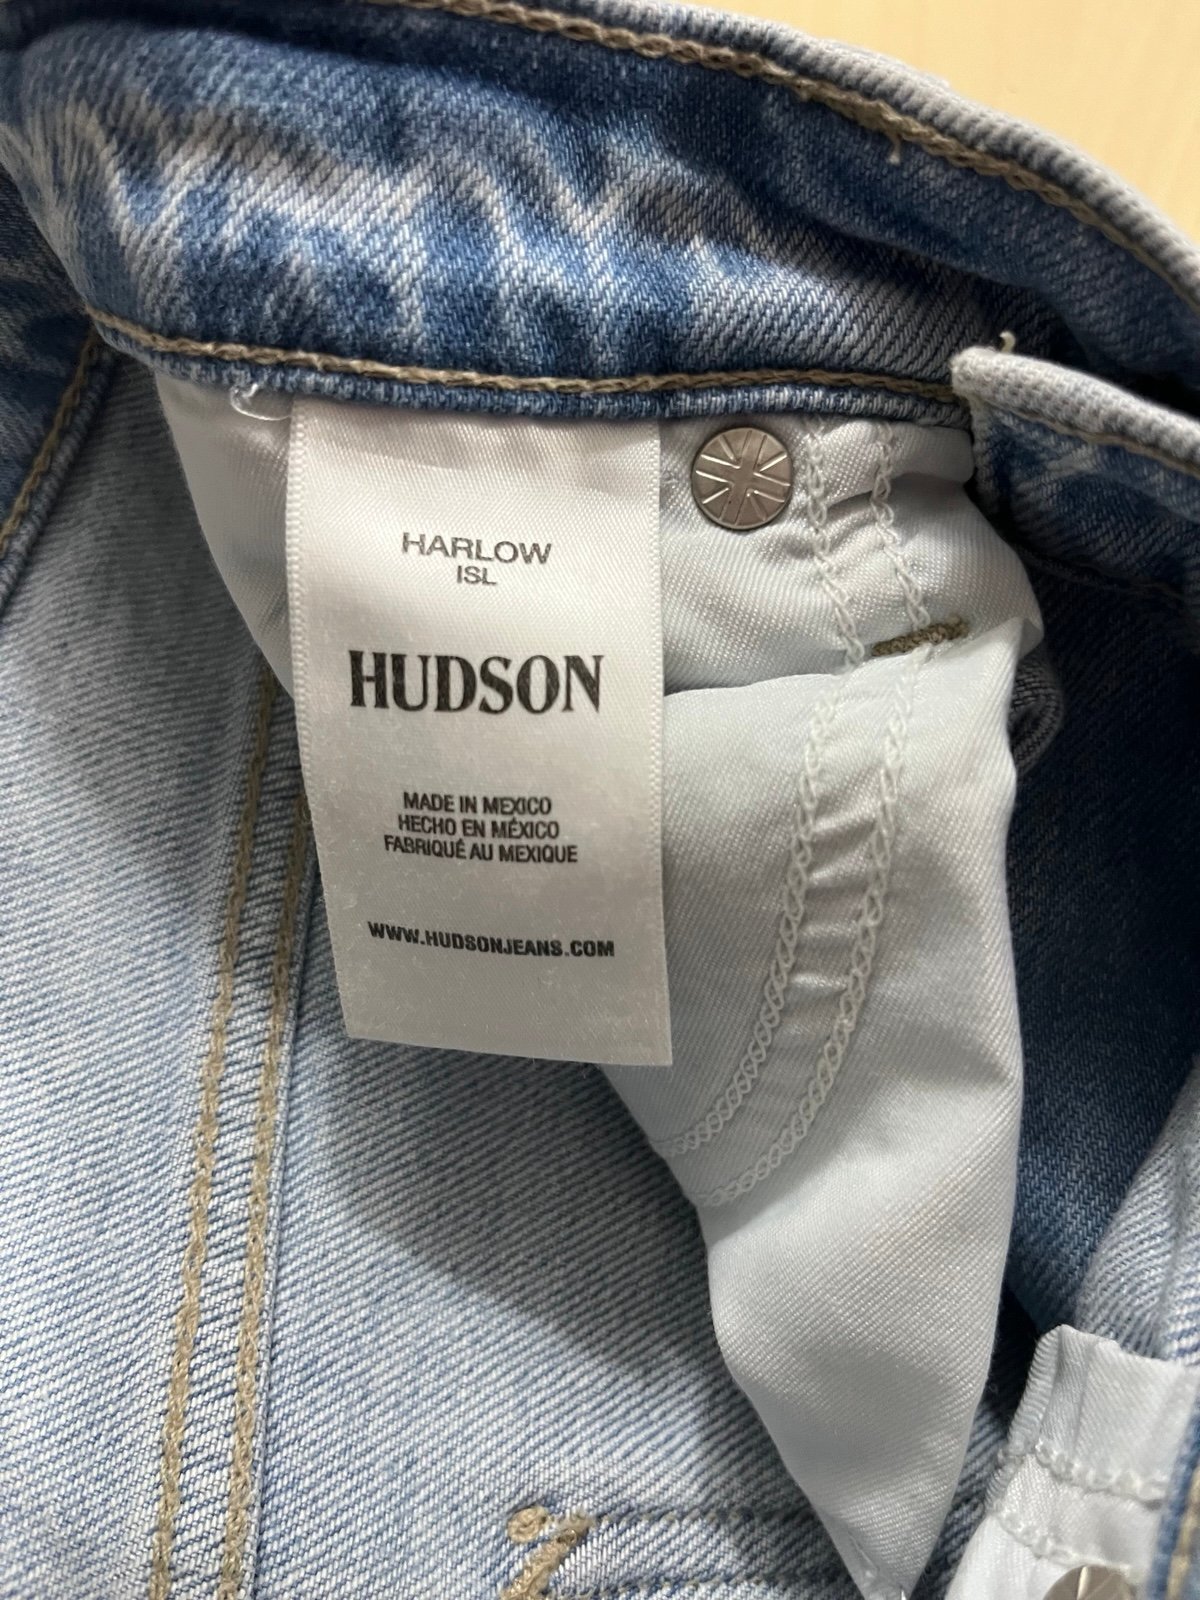 HARLOW
ISL
HUDSON
MADE IN MEXICO
HECHO EN MÉXICO
FABRIQUÉ AU MEXIQUE
WWW.HUDSONJEANS.COM